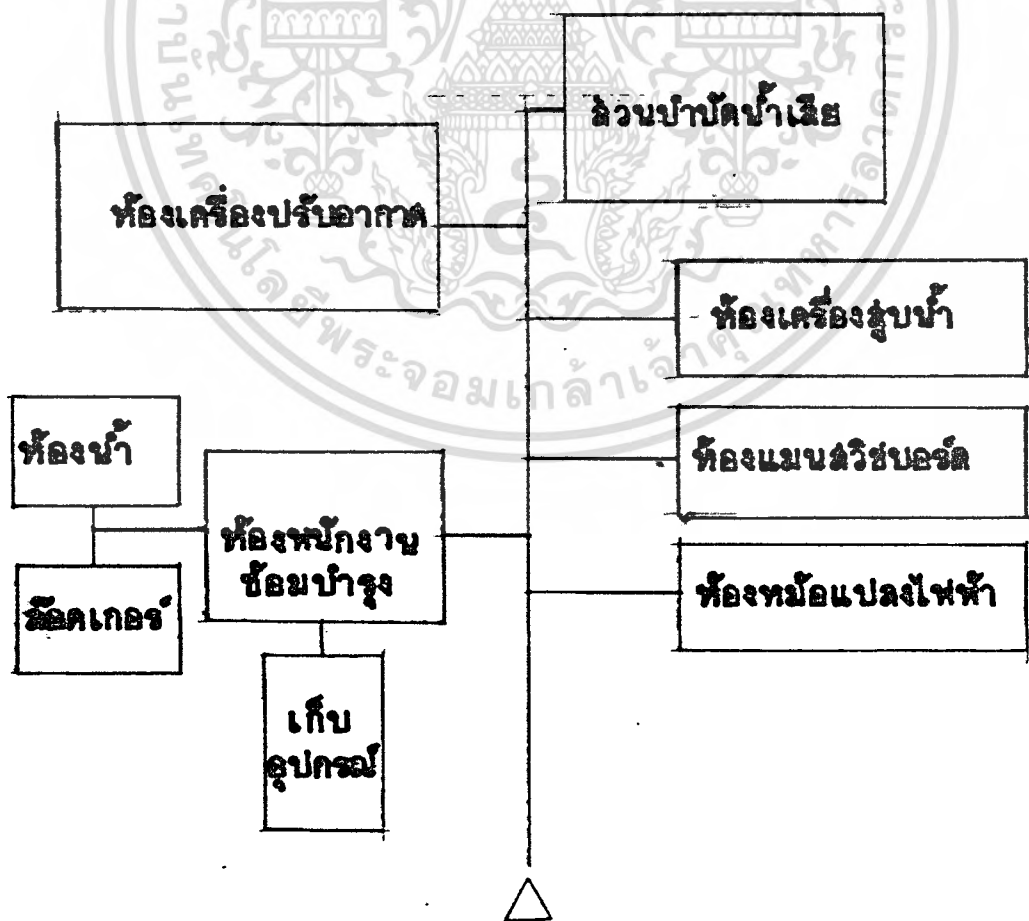 ส่วนบำบัดน้ำเสีย
ห้องเครื่องปรับอากาศ
ห้องเครื่องสูบน้ำ
ห้องน้ำ
ห้องแมนสวิชบอร์ด
ห้องพนักงาน
ซ่อมบำรุง
ล๊อคเกอร์
ห้องหม้อแปลงไฟฟ้า
เก็บ
อุปกรณ์